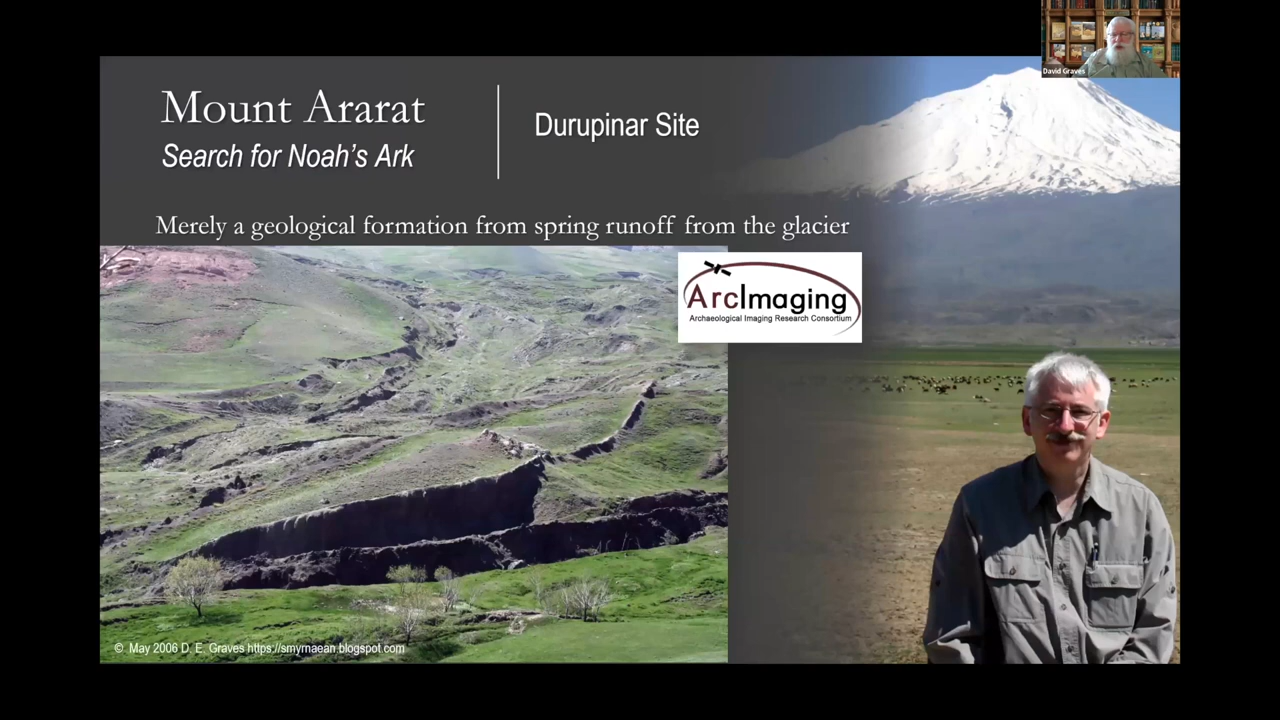 David Graves
Mount Ararat
Search for Noah's Ark
Durupinar Site
Merely a geological formation from spring runoff from the glacier
ArcImaging
Archaeological Imaging Research Consortium
© May 2006 D. E. Graves https://smyrnaean.blogspot.com